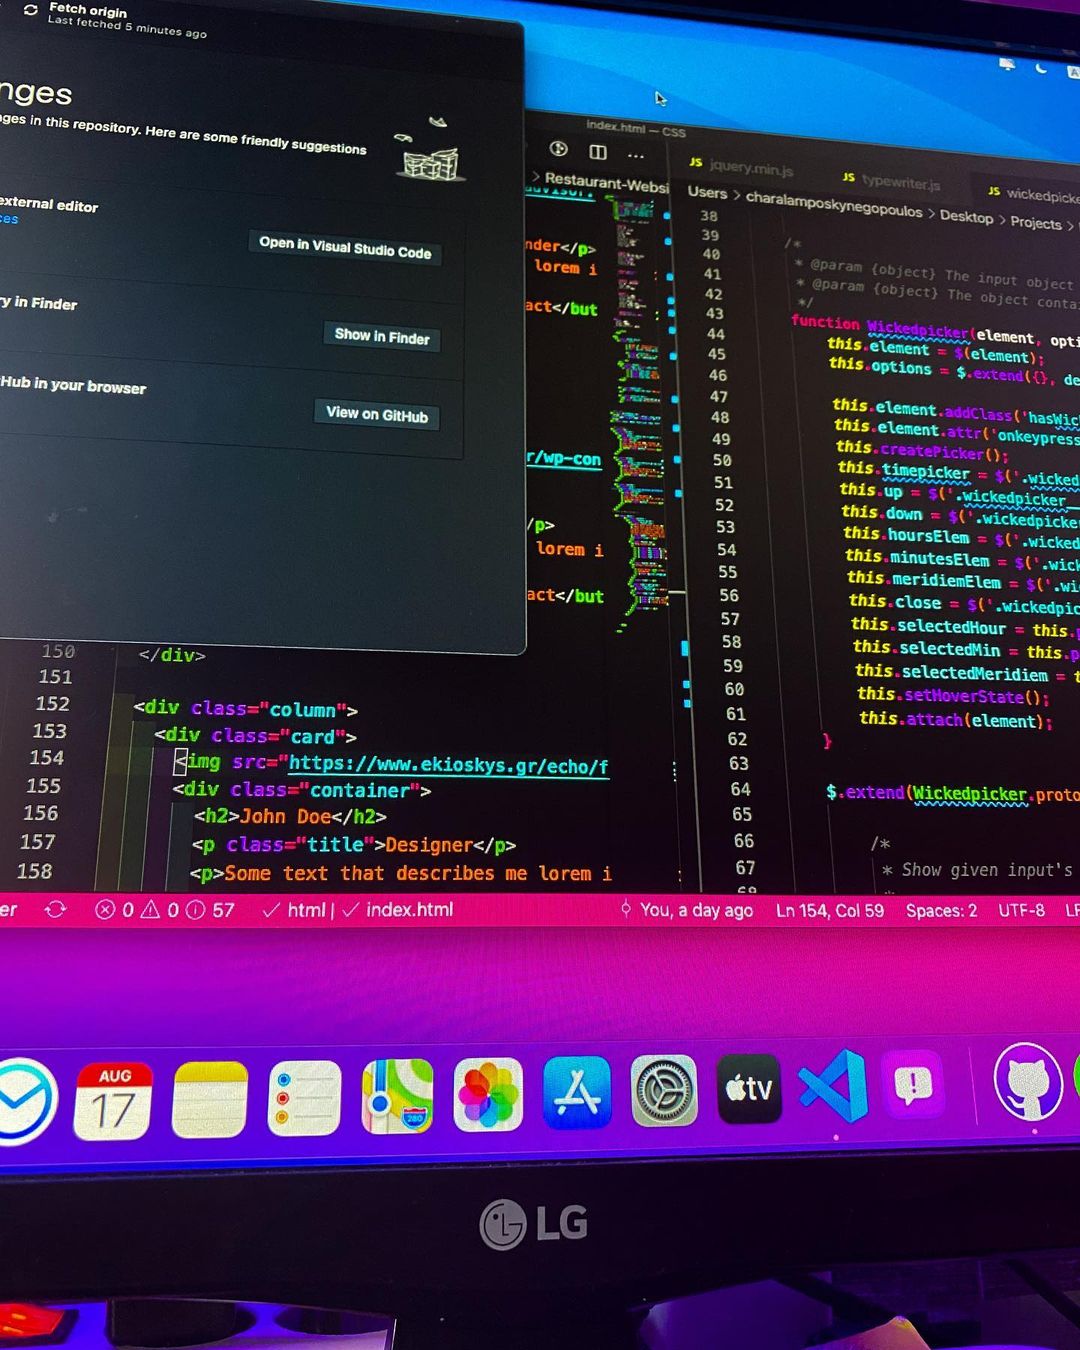 Fetch origin
Last fetched 5 minutes ago
nges
ges in this repository. Here are some friendly suggestions
external editor
ces
Open in Visual Studio Code
ry in Finder
Show in Finder
Hub in your browser
View on GitHub
index.html — CSS
> Restaurant-Websi
nder</p>
lorem i
act</but
r/wp-con
/p>
lorem i
act</but
150 </div>
151
152 <div class="column">
153 <div class="card">
154 <img src="https://www.ekioskys.gr/echo/f
155 <div class="container">
156 <h2>John Doe</h2>
157 <p class="title">Designer</p>
158 <p>Some text that describes me lorem i
JS jquery.min.js JS typewriter.js JS wickedpicke
Users > charalamposkynegopoulos > Desktop > Projects >
38
39 /*
40 * @param {object} The input object
41 * @param {object} The object conta
42 */
43 function Wickedpicker(element, opti
44 this.element = $(element);
45 this.options = $.extend({}, de
46
47 this.element.addClass('hasWic
48 this.element.attr('onkeypress
49 this.createPicker();
50 this.timepicker = $('.wicked
51 this.up = $('.wickedpicker_
52 this.down = $('.wickedpicker
53 this.hoursElem = $('.wicked
54 this.minutesElem = $('.wick
55 this.meridiemElem = $('.wi
56 this.close = $('.wickedpic
57 this.selectedHour = this.p
58 this.selectedMin = this.p
59 this.selectedMeridiem = t
60 this.setHoverState();
61 this.attach(element);
62 }
63
64 $.extend(Wickedpicker.proto
65
66 /*
67 * Show given input's
68 *
er 0 0 57 html | index.html You, a day ago Ln 154, Col 59 Spaces: 2 UTF-8 LF
AUG
17
280
tv
LG